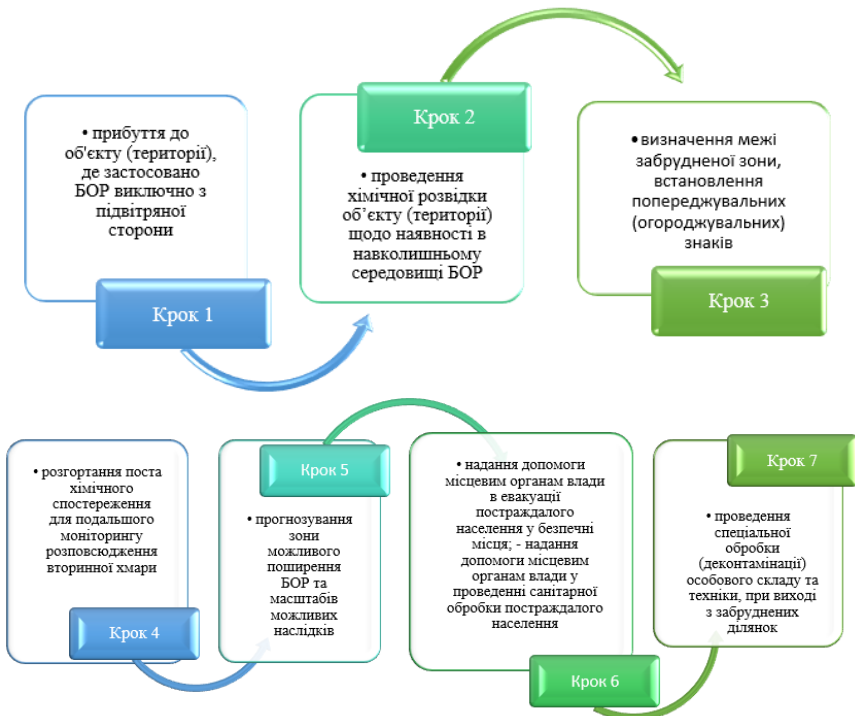 • прибуття до
об'єкту (території),
де застосовано
БОР виключно з
підвітряної
сторони
Крок 1
Крок 2
• проведення
хімічної розвідки
об’єкту (території)
щодо наявності в
навколишньому
середовищі БОР
•визначення межі
забрудненої зони,
встановлення
попереджувальних
(огороджувальних)
знаків
Крок 3
• розгортання поста
хімічного
спостереження
для подальшого
моніторингу
розповсюдження
вторинної хмари
Крок 4
Крок 5
• прогнозування
зони
можливого
поширення
БОР та
масштабів
можливих
наслідків
• надання допомоги
місцевим органам влади
в евакуації
постраждалого
населення у безпечні
місця; - надання
допомоги місцевим
органам влади у
проведенні санітарної
обробки постраждалого
населення
Крок 6
Крок 7
• проведення
спеціальної
обробки
(деконтамінації)
особового складу та
техніки, при виході
з забруднених
ділянок